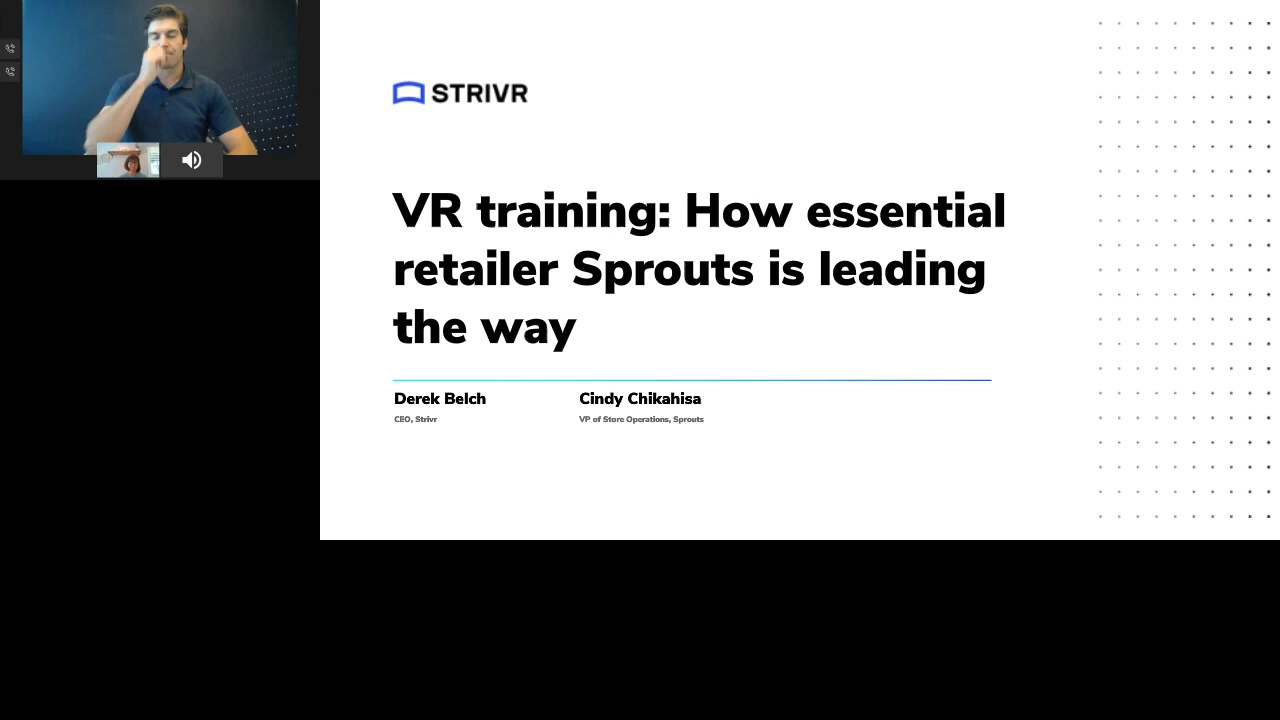 STRIVR
VR training: How essential
retailer Sprouts is leading
the way
Derek Belch
Cindy Chikahisa
CEO, Strivr
VP of Store Operations, Sprouts